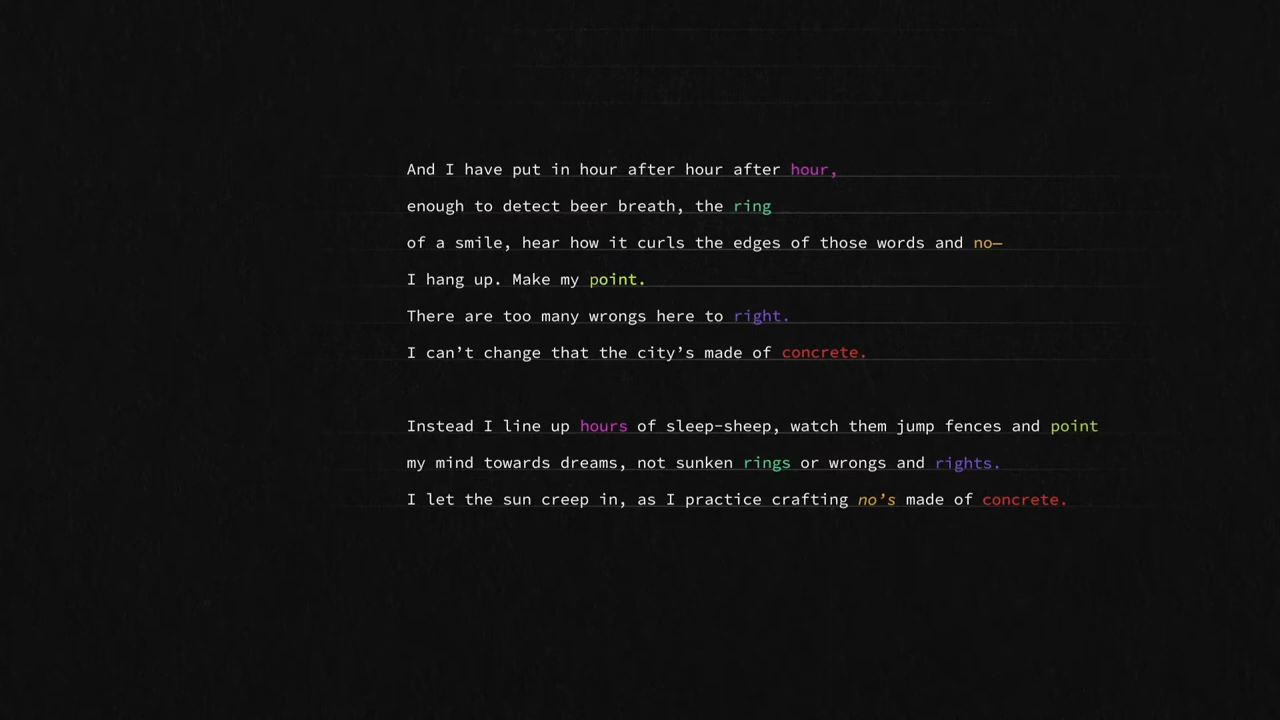 And I have put in hour after hour after hour,
enough to detect beer breath, the ring
of a smile, hear how it curls the edges of those words and no—
I hang up. Make my point.
There are too many wrongs here to right.
I can’t change that the city’s made of concrete.
Instead I line up hours of sleep-sheep, watch them jump fences and point
my mind towards dreams, not sunken rings or wrongs and rights.
I let the sun creep in, as I practice crafting no’s made of concrete.